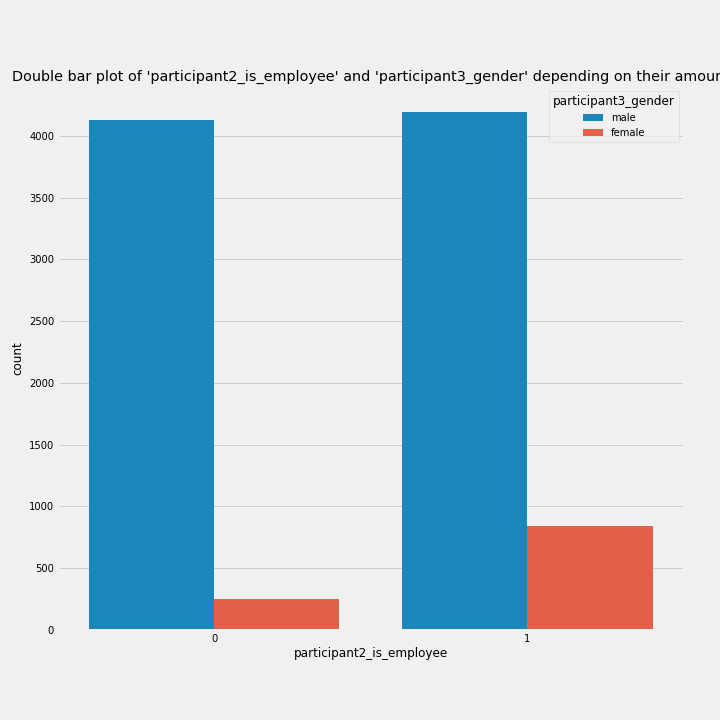 Double bar plot of 'participant2_is_employee' and 'participant3_gender' depending on their
participant3_gender
male
female
4000
3500
3000
2500
2000
1500
1000
500
0
count
0 1
participant2_is_employee